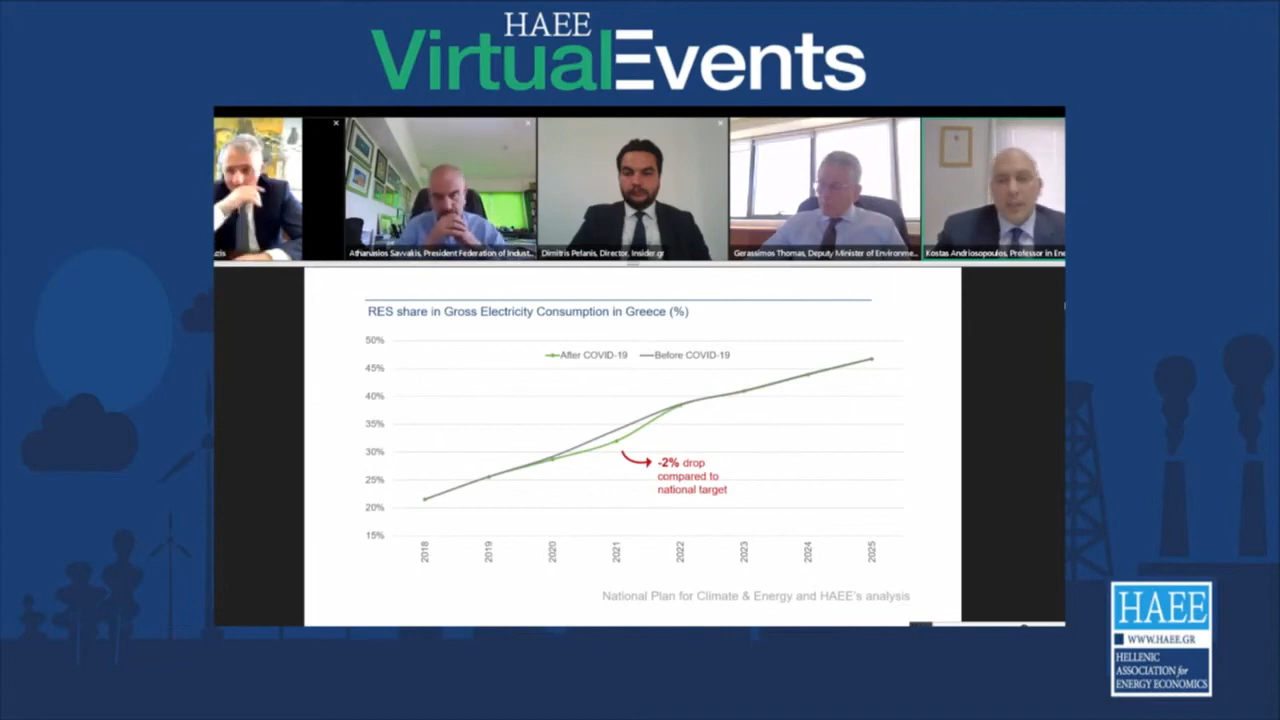 HAEE
VirtualEvents
Athanasios Savvakis, President Federation of Indust...
Dimitris Pefanis, Director, Insider.gr
Gerassimos Thomas, Deputy Minister of Environme...
Kostas Andriosopoulos, Professor in Ene
RES share in Gross Electricity Consumption in Greece (%)
50%
After COVID-19
Before COVID-19
45%
40%
35%
30%
-2% drop
compared to
national target
25%
20%
15%
2018
2019
2020
2021
2022
2023
2024
2025
National Plan for Climate & Energy and HAEE's analysis
HAEE
WWW.HAEE.GR
HELLENIC
ASSOCIATION for
ENERGY ECONOMICS